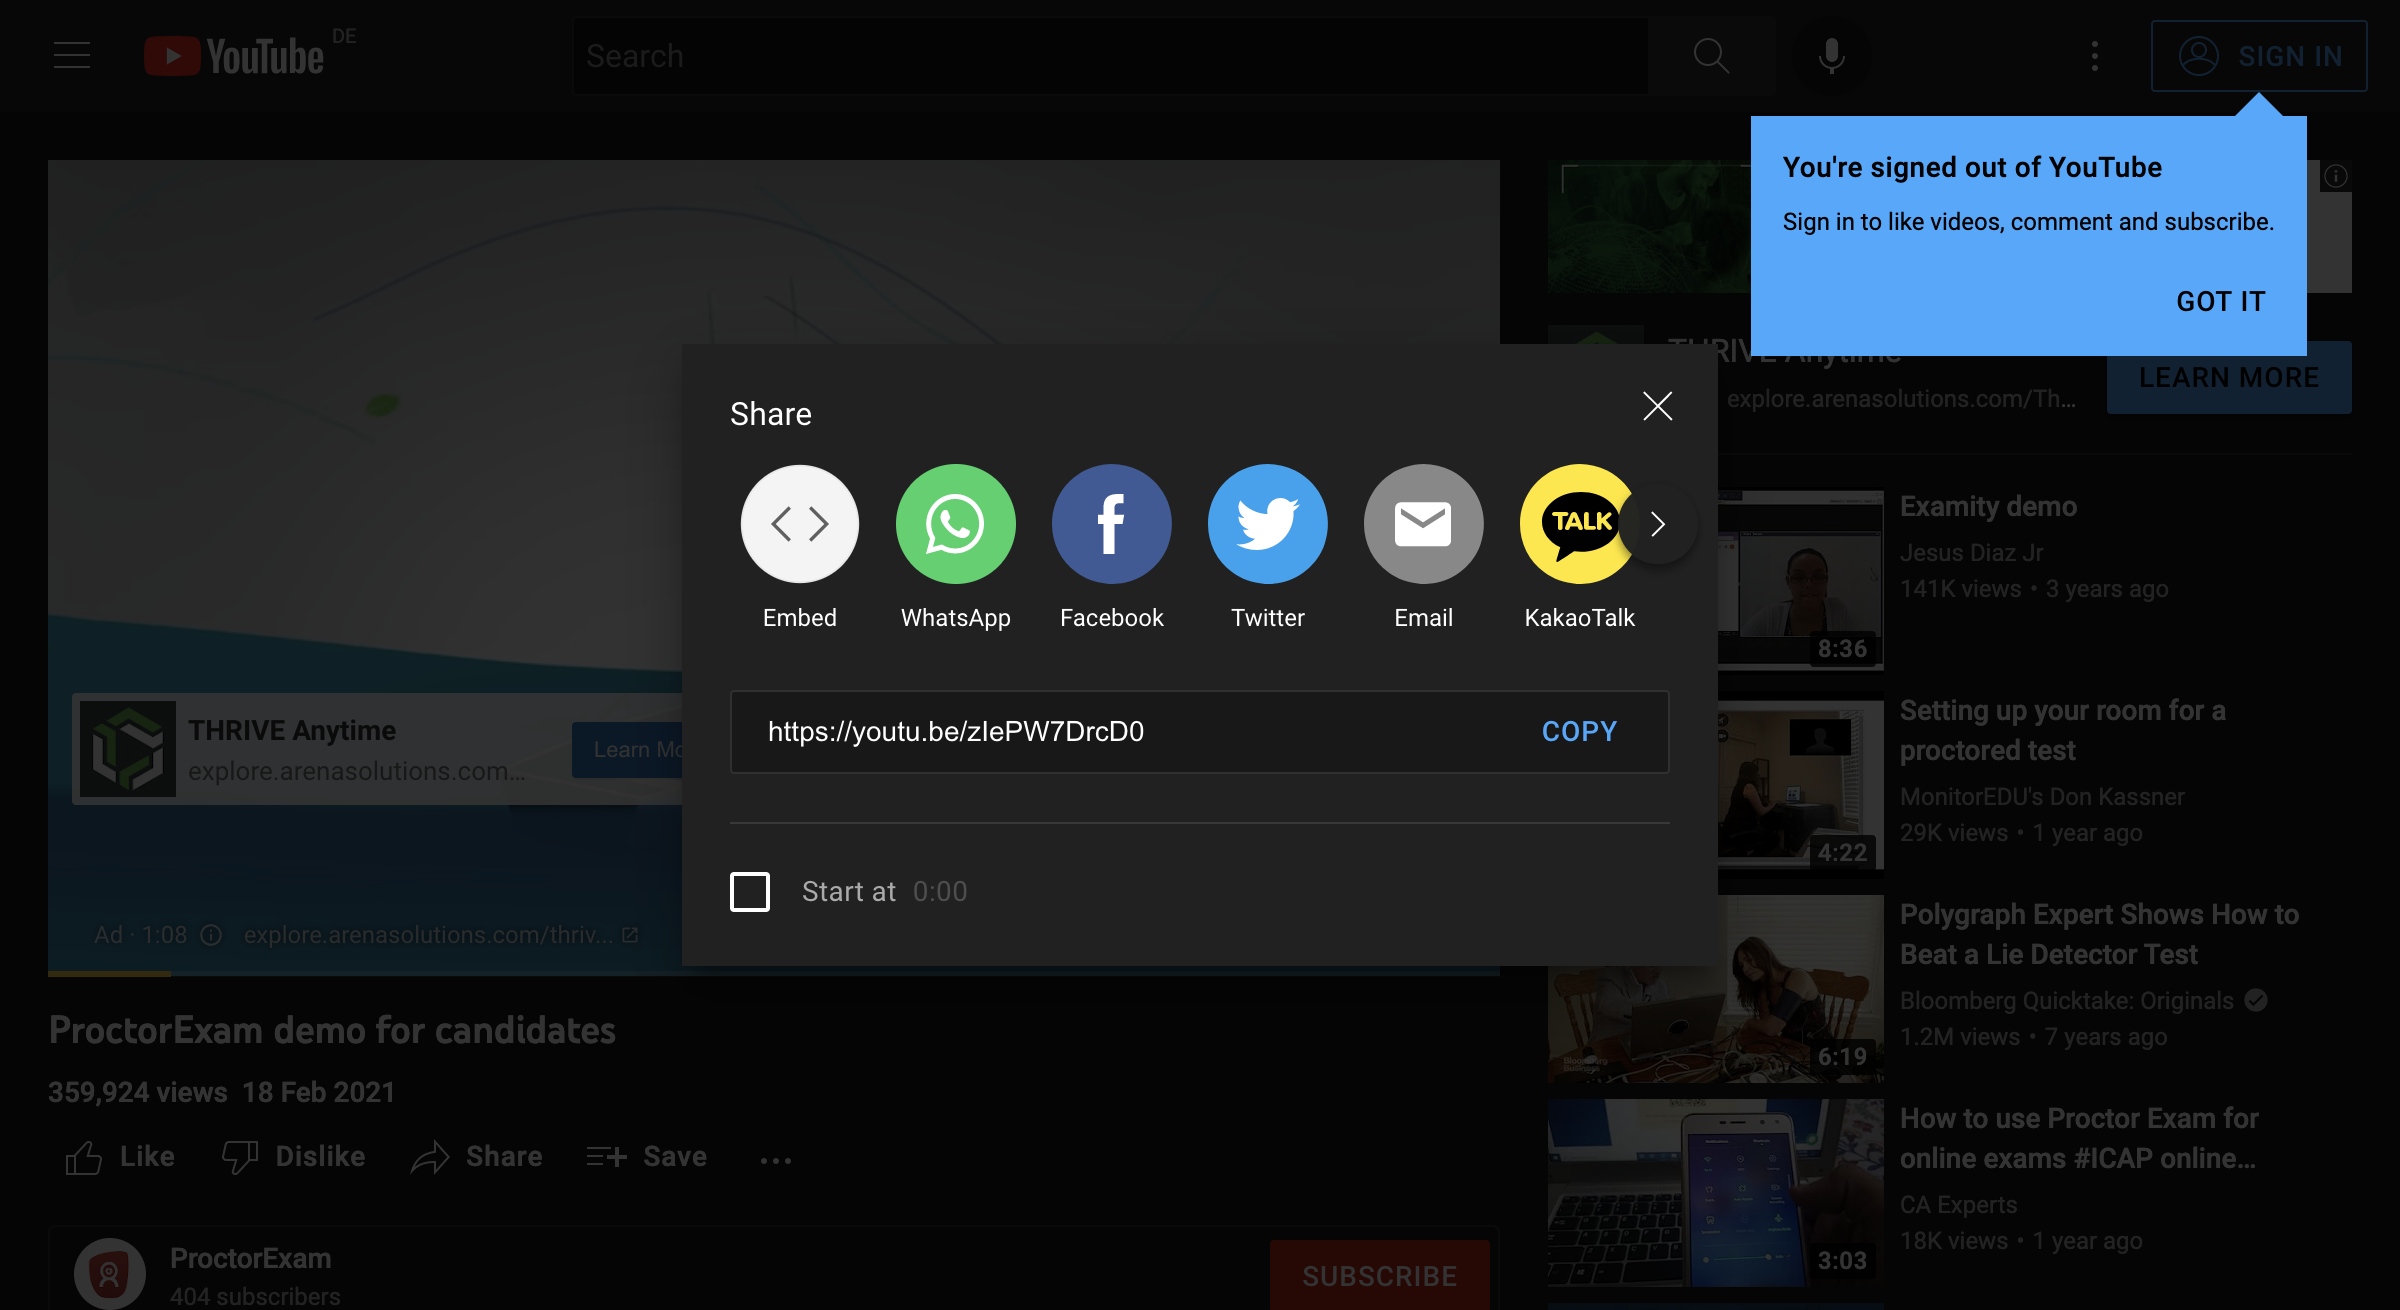 YouTube DE
Search
SIGN IN
You're signed out of YouTube
Sign in to like videos, comment and subscribe.
GOT IT
THRIVE Anytime
explore.arenasolutions.com/Th...
LEARN MORE
Share
TALK
Embed
WhatsApp
Facebook
Twitter
Email
KakaoTalk
https://youtu.be/zIePW7DrcD0
COPY
Start at 0:00
THRIVE Anytime
explore.arenasolutions.com...
Learn Mo
Ad · 1:08
explore.arenasolutions.com/thriv...
ProctorExam demo for candidates
359,924 views 18 Feb 2021
Like
Dislike
Share
Save
ProctorExam
404 subscribers
SUBSCRIBE
Examity demo
Jesus Diaz Jr
141K views • 3 years ago
8:36
Setting up your room for a
proctored test
MonitorEDU's Don Kassner
29K views • 1 year ago
4:22
Polygraph Expert Shows How to
Beat a Lie Detector Test
Bloomberg Quicktake: Originals
1.2M views • 7 years ago
6:19
Bloomberg
Business
How to use Proctor Exam for
online exams #ICAP online...
CA Experts
18K views • 1 year ago
3:03